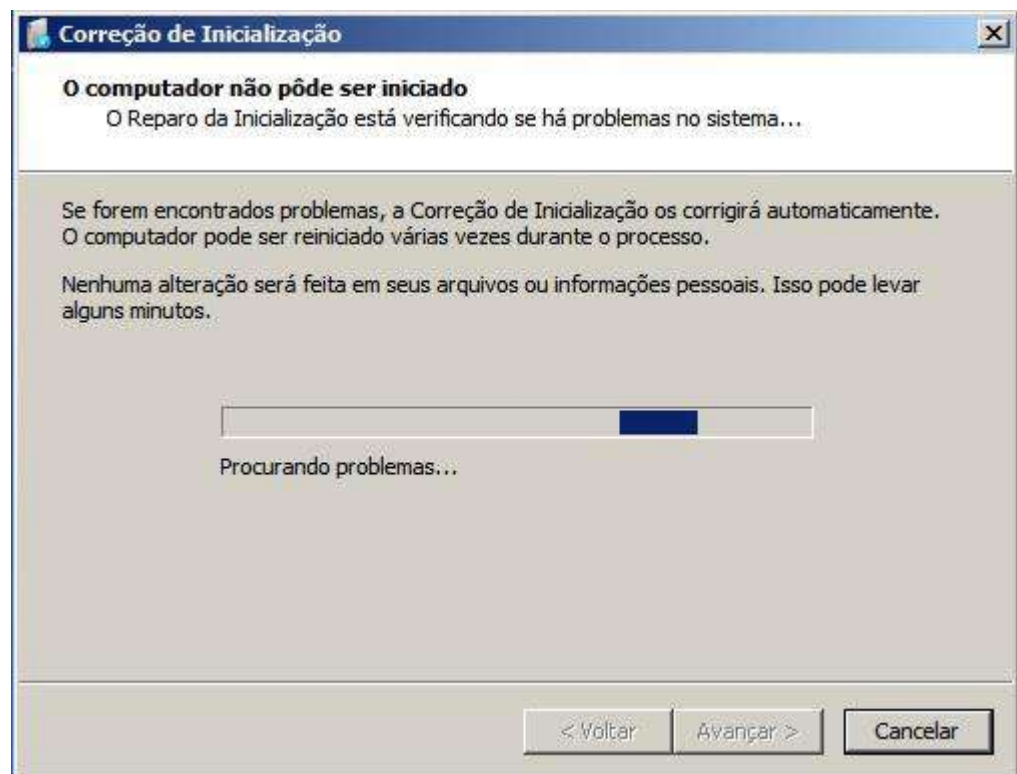 Correção de Inicialização
O computador não pôde ser iniciado
O Reparo da Inicialização está verificando se há problemas no sistema...
Se forem encontrados problemas, a Correção de Inicialização os corrigirá automaticamente.
O computador pode ser reiniciado várias vezes durante o processo.
Nenhuma alteração será feita em seus arquivos ou informações pessoais. Isso pode levar
alguns minutos.
Procurando problemas...
< Voltar Avançar > Cancelar